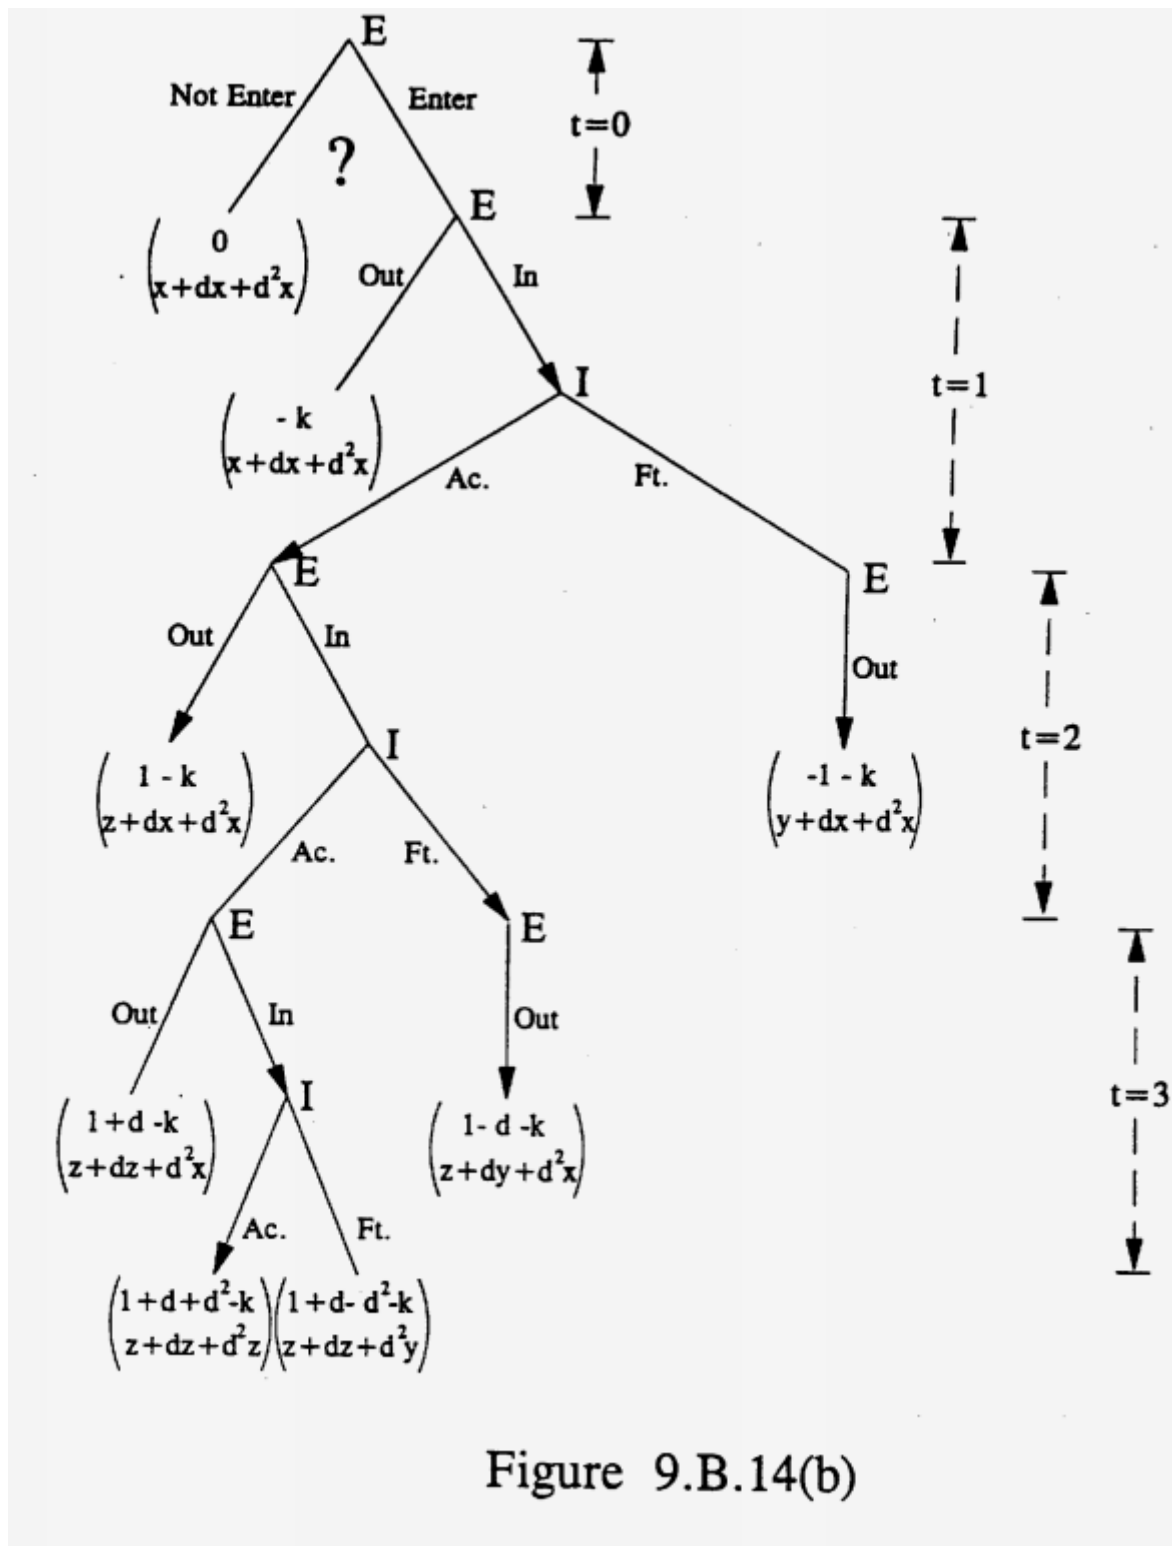 E
Not Enter
Enter
t=0
?
E
0
x+dx+d²x
Out
In
- k
x+dx+d²x
I
t=1
Ac.
Ft.
E
E
Out
In
Out
I
t=2
1 - k
z+dx+d²x
-1 - k
y+dx+d²x
Ac.
Ft.
E
E
Out
In
Out
I
t=3
1+d -k
z+dz+d²x
1- d -k
z+dy+d²x
Ac.
Ft.
1+d+d²-k
z+dz+d²z
1+d- d²-k
z+dz+d²y
Figure 9.B.14(b)